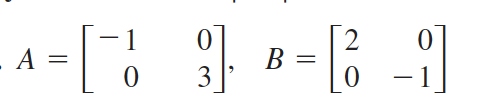 . A = [-1 0; 0 3], B = [2 0; 0 -1]